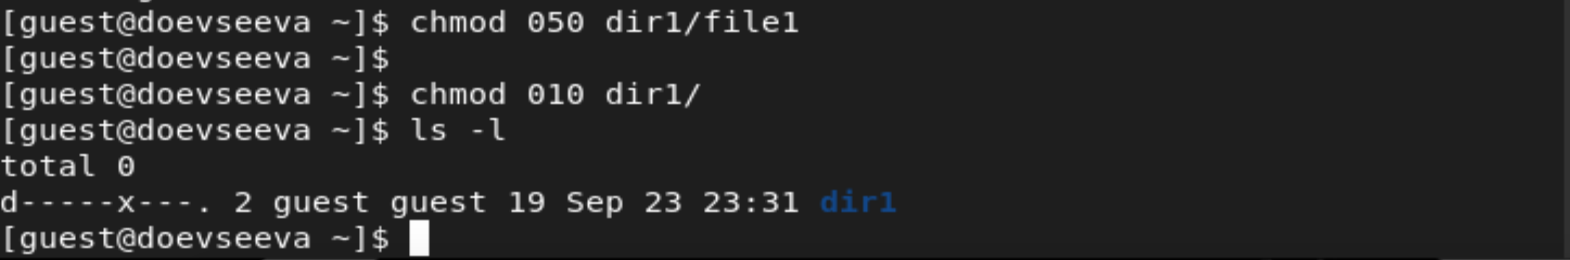 [guest@doevseeva ~]$ chmod 050 dir1/file1
[guest@doevseeva ~]$
[guest@doevseeva ~]$ chmod 010 dir1/
[guest@doevseeva ~]$ ls -l
total 0
d-----x---. 2 guest guest 19 Sep 23 23:31 dir1
[guest@doevseeva ~]$